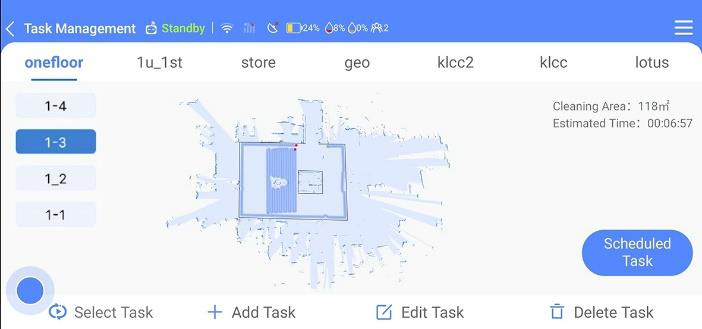 Task Management Standby 24% 8% 0% 2
onefloor 1u_1st store geo klcc2 klcc lotus
1-4
1-3
1_2
1-1
Cleaning Area: 118㎡
Estimated Time: 00:06:57
Scheduled
Task
Select Task Add Task Edit Task Delete Task